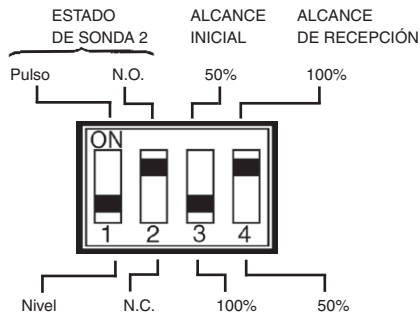 ESTADO ALCANCE ALCANCE
DE SONDA 2 INICIAL DE RECEPCIÓN
Pulso N.O. 50% 100%
ON
1 2 3 4
Nivel N.C. 100% 50%